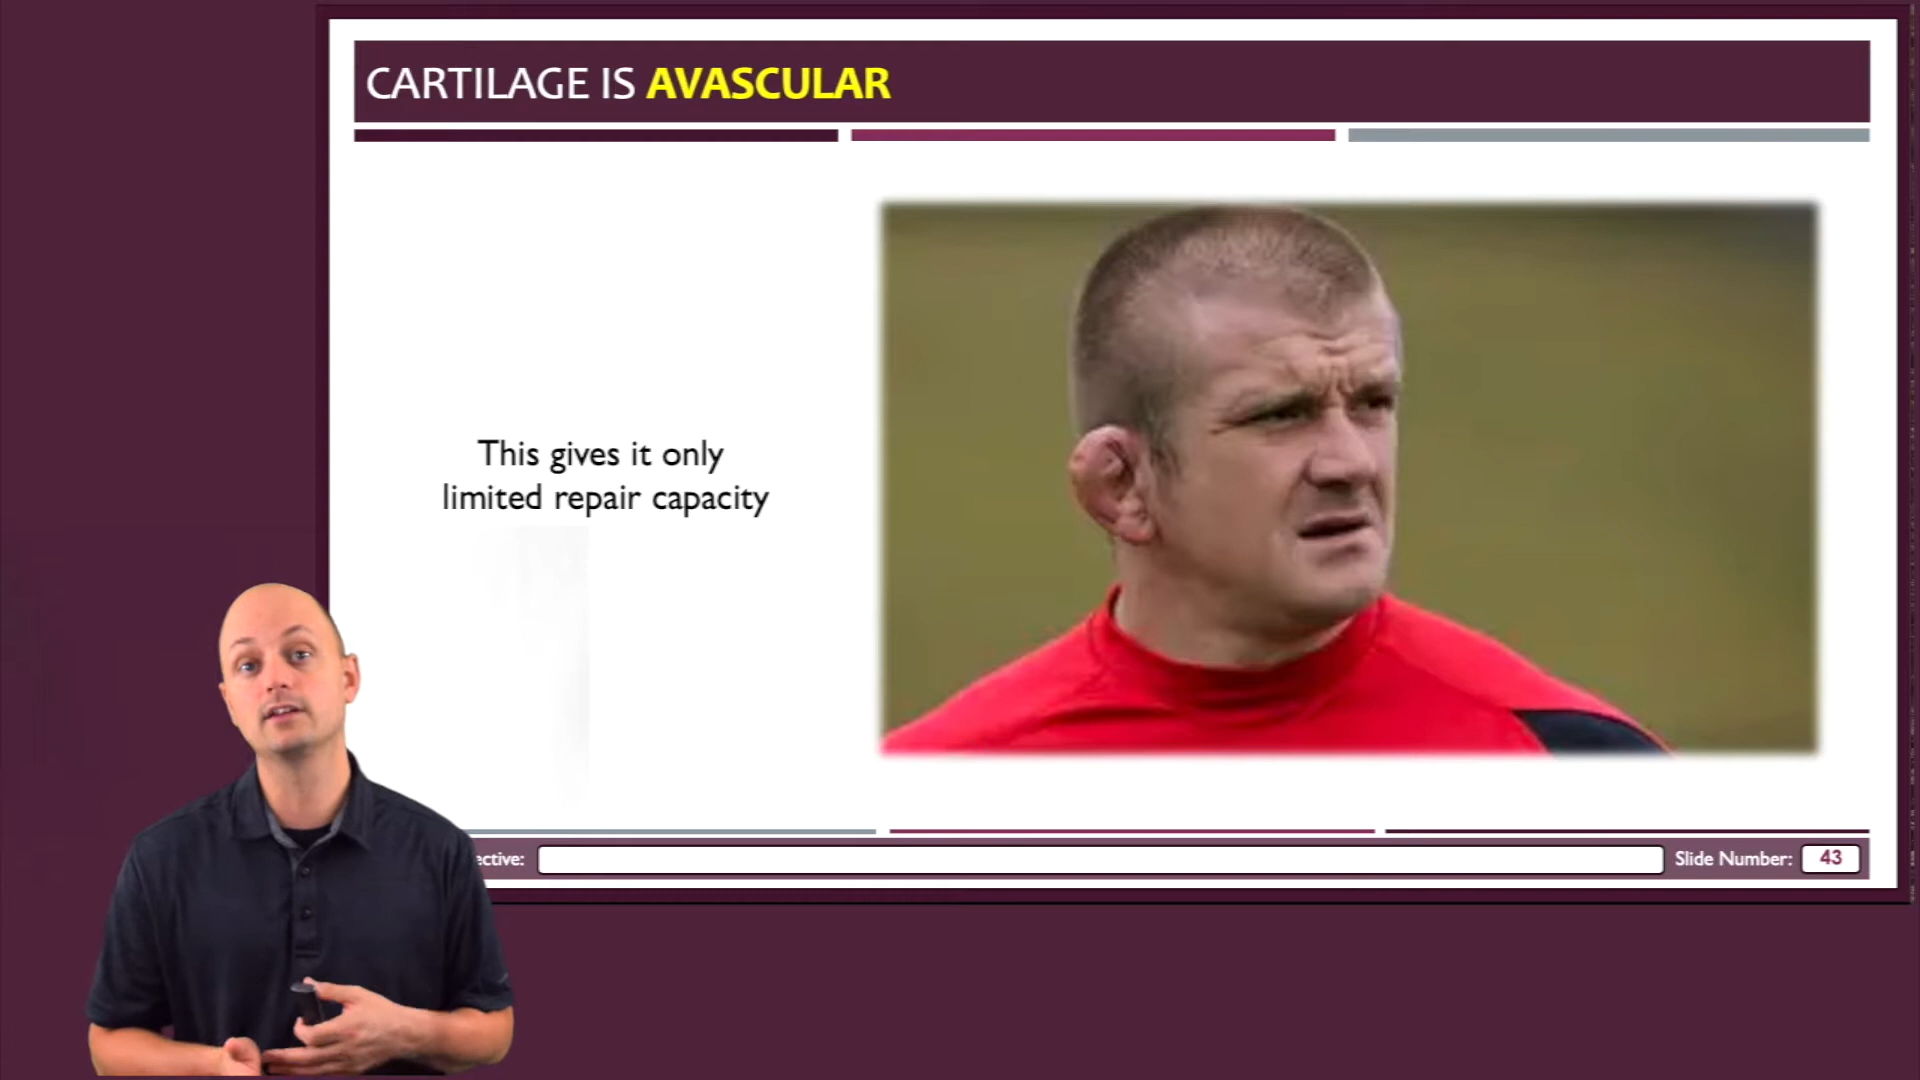 CARTILAGE IS AVASCULAR
This gives it only
limited repair capacity
ective:
Slide Number: 43